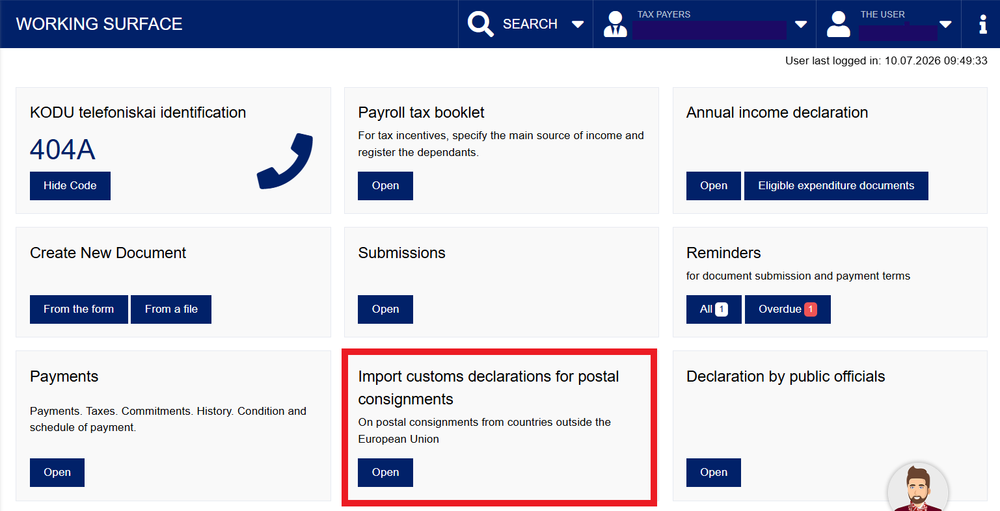 WORKING SURFACE
SEARCH
TAX PAYERS
THE USER
User last logged in: 10.07.2026 09:49:33
KODU telefoniskai identification
404A
Hide Code
Payroll tax booklet
For tax incentives, specify the main source of income and
register the dependants.
Open
Annual income declaration
Open
Eligible expenditure documents
Create New Document
From the form
From a file
Submissions
Open
Reminders
for document submission and payment terms
All 1
Overdue 1
Payments
Payments. Taxes. Commitments. History. Condition and
schedule of payment.
Open
Import customs declarations for postal
consignments
On postal consignments from countries outside the
European Union
Open
Declaration by public officials
Open